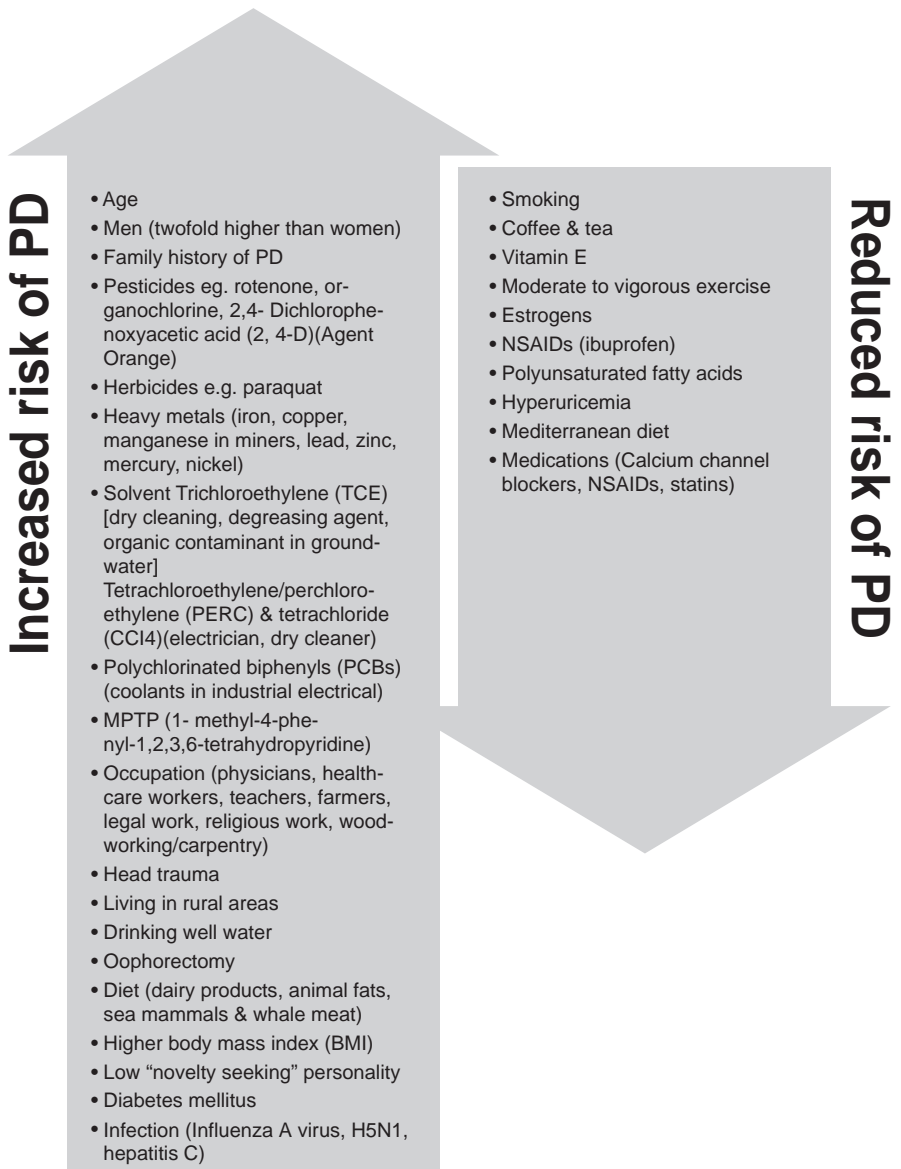 Increased risk of PD
• Age
• Men (twofold higher than women)
• Family history of PD
• Pesticides eg. rotenone, or-
ganochlorine, 2,4- Dichlorophe-
noxyacetic acid (2, 4-D)(Agent
Orange)
• Herbicides e.g. paraquat
• Heavy metals (iron, copper,
manganese in miners, lead, zinc,
mercury, nickel)
• Solvent Trichloroethylene (TCE)
[dry cleaning, degreasing agent,
organic contaminant in ground-
water]
Tetrachloroethylene/perchloro-
ethylene (PERC) & tetrachloride
(CCl4)(electrician, dry cleaner)
• Polychlorinated biphenyls (PCBs)
(coolants in industrial electrical)
• MPTP (1- methyl-4-phe-
nyl-1,2,3,6-tetrahydropyridine)
• Occupation (physicians, health-
care workers, teachers, farmers,
legal work, religious work, wood-
working/carpentry)
• Head trauma
• Living in rural areas
• Drinking well water
• Oophorectomy
• Diet (dairy products, animal fats,
sea mammals & whale meat)
• Higher body mass index (BMI)
• Low “novelty seeking” personality
• Diabetes mellitus
• Infection (Influenza A virus, H5N1,
hepatitis C)
• Smoking
• Coffee & tea
• Vitamin E
• Moderate to vigorous exercise
• Estrogens
• NSAIDs (ibuprofen)
• Polyunsaturated fatty acids
• Hyperuricemia
• Mediterranean diet
• Medications (Calcium channel
blockers, NSAIDs, statins)
Reduced risk of PD